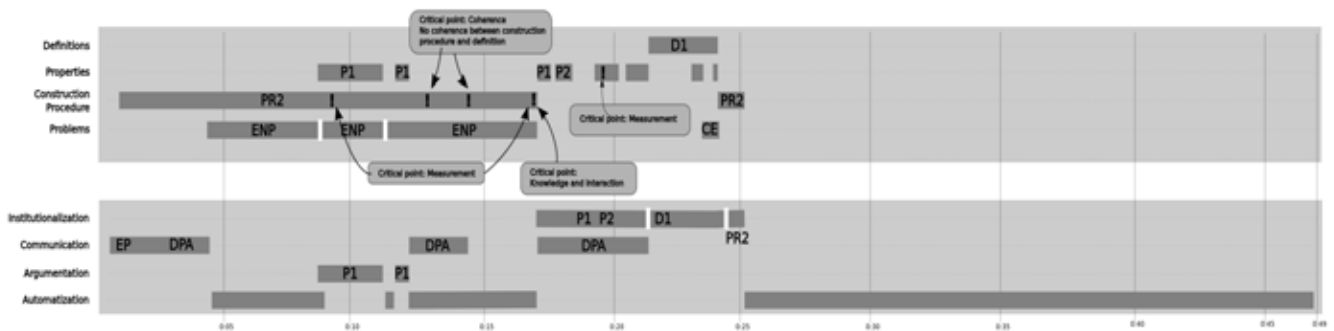 Critical point: Coherence
No coherence between construction
procedure and definition
Definitions
D1
Properties
P1
P1
P1
P2
!
Construction
Procedure
PR2
!
!
!
!
PR2
Critical point: Measurement
Problems
ENP
ENP
ENP
CE
Critical point: Measurement
Critical point:
Knowledge and Interaction
Institutionalization
P1 P2
D1
PR2
Communication
EP
DPA
DPA
DPA
Argumentation
P1
P1
Automatization
0:05
0:10
0:15
0:20
0:25
0:30
0:35
0:40
0:45
0:49